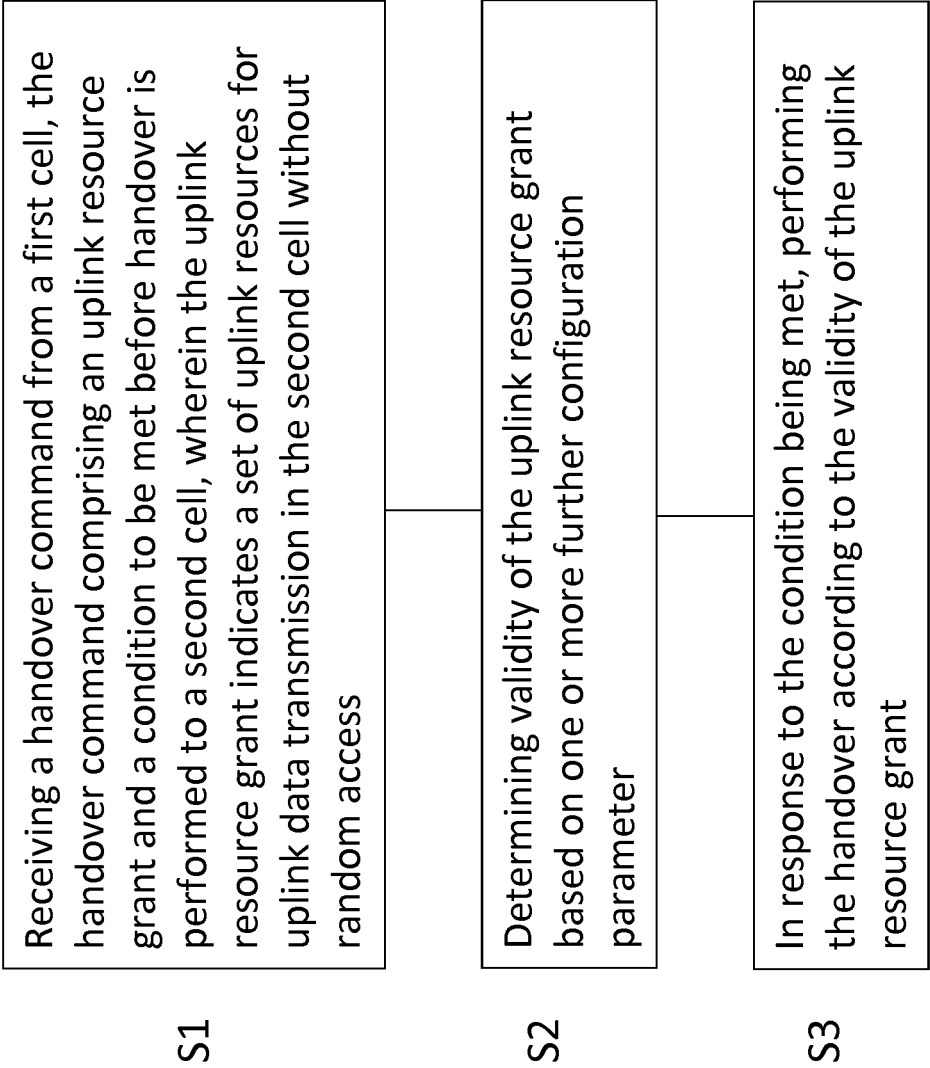 S1
Receiving a handover command from a first cell, the
handover command comprising an uplink resource
grant and a condition to be met before handover is
performed to a second cell, wherein the uplink
resource grant indicates a set of uplink resources for
uplink data transmission in the second cell without
random access
S2
Determining validity of the uplink resource grant
based on one or more further configuration
parameter
S3
In response to the condition being met, performing
the handover according to the validity of the uplink
resource grant